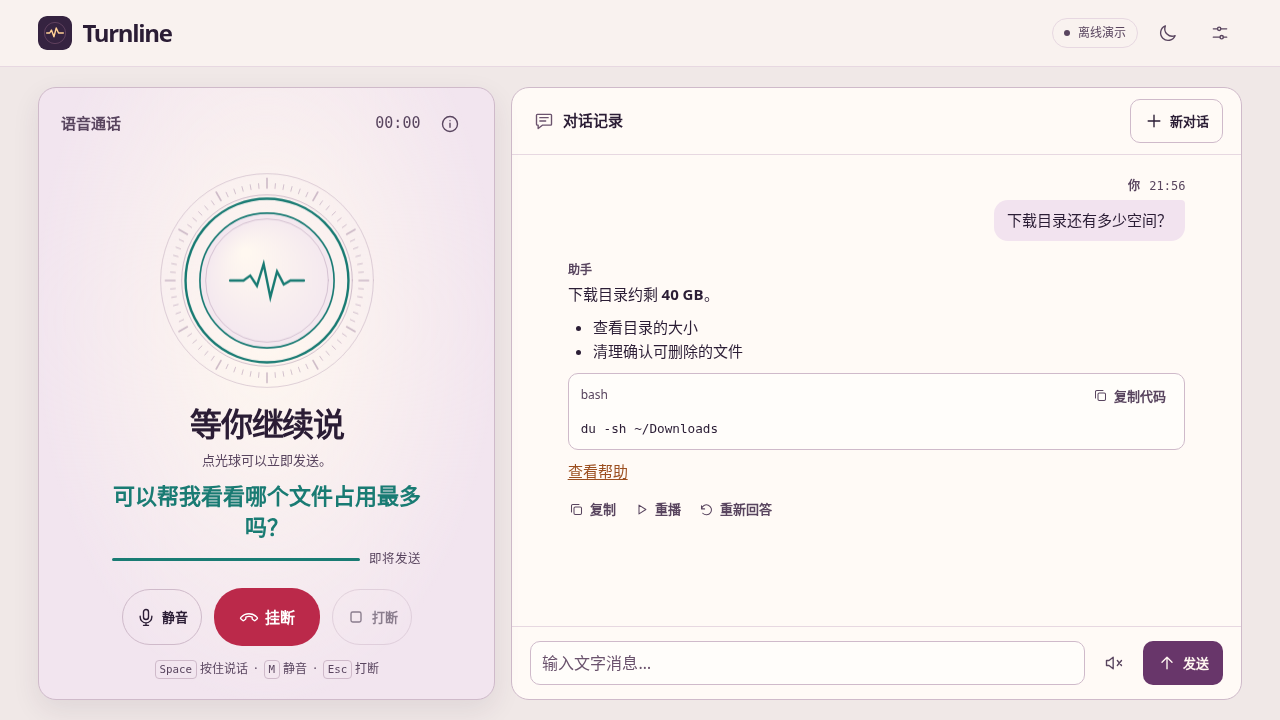 Turnline
离线演示
语音通话
00:00
等你继续说
点光球可以立即发送。
可以帮我看看哪个文件占用最多
吗？
即将发送
静音
挂断
打断
Space 按住说话 · M 静音 · Esc 打断
对话记录
新对话
你 21:56
下载目录还有多少空间？
助手
下载目录约剩 40 GB。
查看目录的大小
清理确认可删除的文件
bash
复制代码
du -sh ~/Downloads
查看帮助
复制
重播
重新回答
输入文字消息...
发送